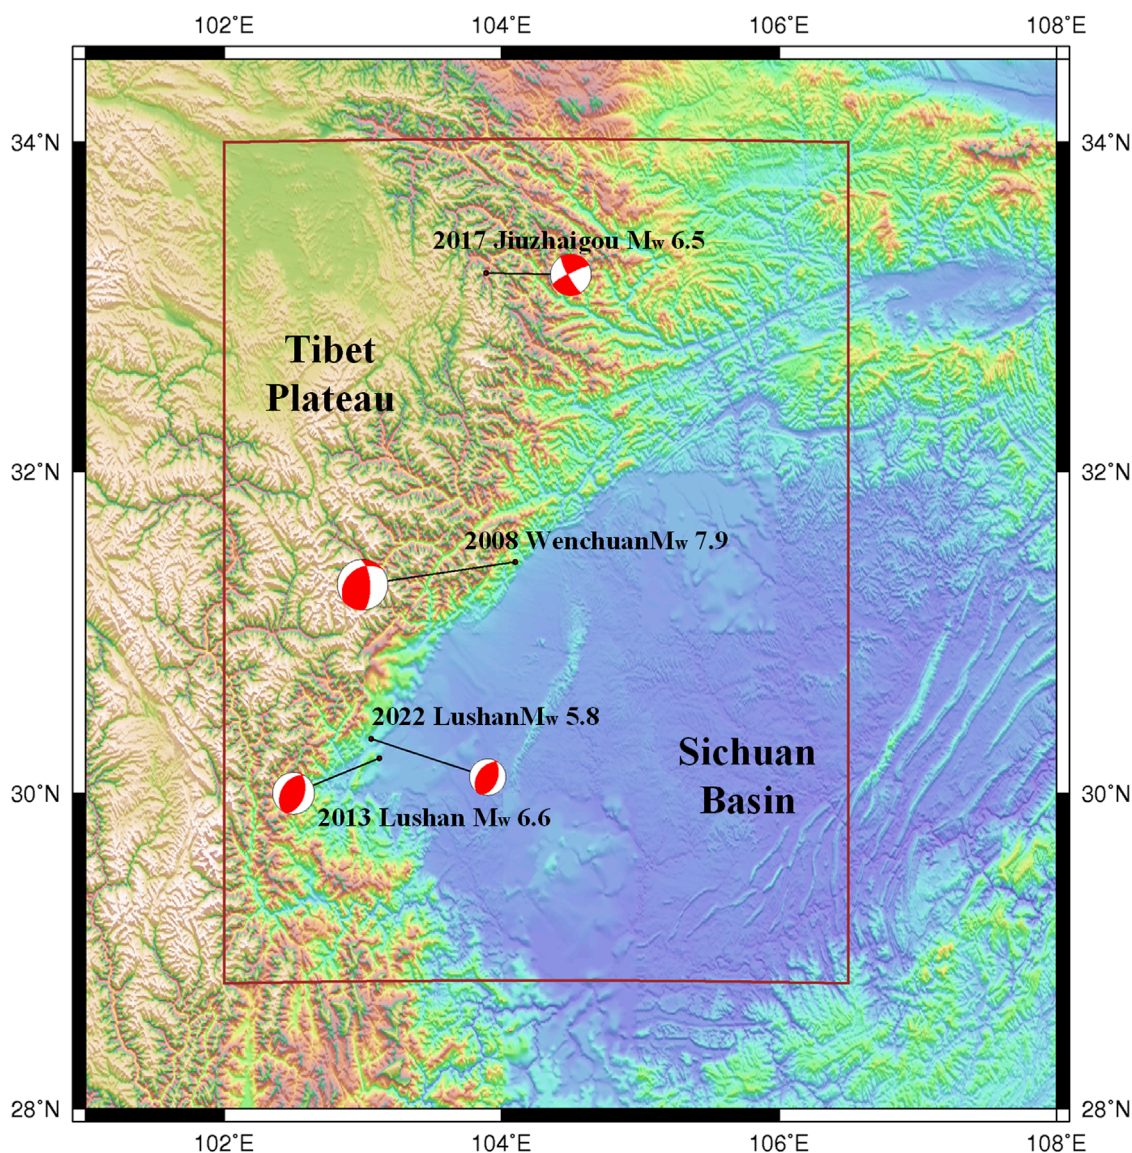 102°E 104°E 106°E 108°E
34°N 34°N
2017 Jiuzhaigou Mw 6.5
Tibet
Plateau
32°N 32°N
2008 WenchuanMw 7.9
2022 LushanMw 5.8
Sichuan
Basin
30°N 30°N
2013 Lushan Mw 6.6
28°N 28°N
102°E 104°E 106°E 108°E